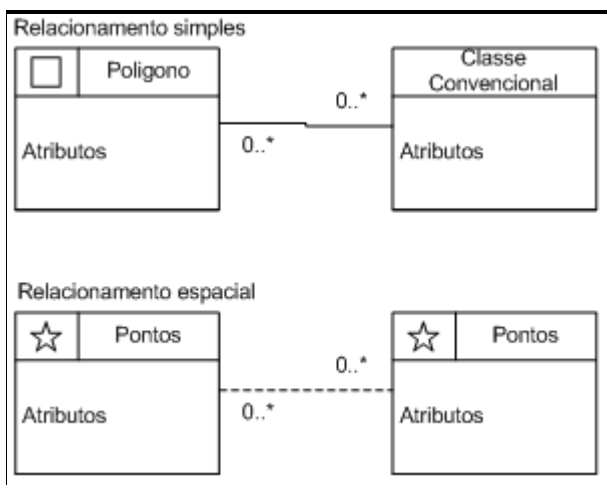 Relacionamento simples
Poligono
Classe
Convencional
0..*
0..*
Atributos
Atributos
Relacionamento espacial
Pontos
Pontos
0..*
0..*
Atributos
Atributos